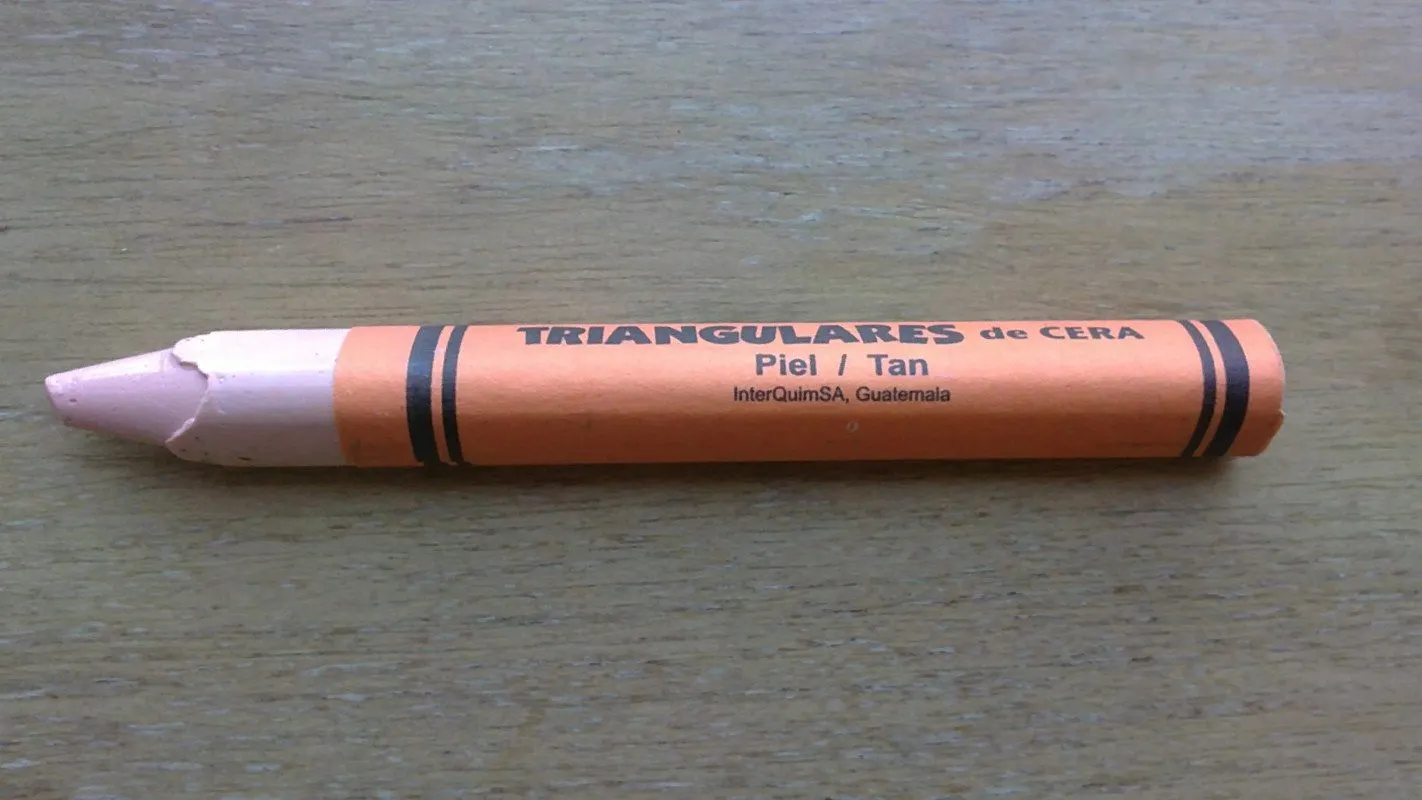 TRIANGULARES de CERA
Piel / Tan
InterQuimSA, Guatemala